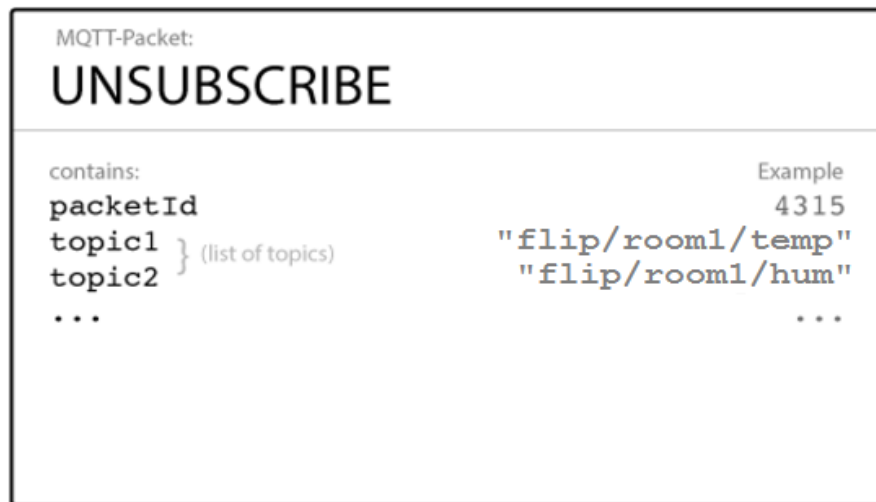 MQTT-Packet:
UNSUBSCRIBE
contains: Example
packetId 4315
topic1 } (list of topics) "flip/room1/temp"
topic2 "flip/room1/hum"
... ...